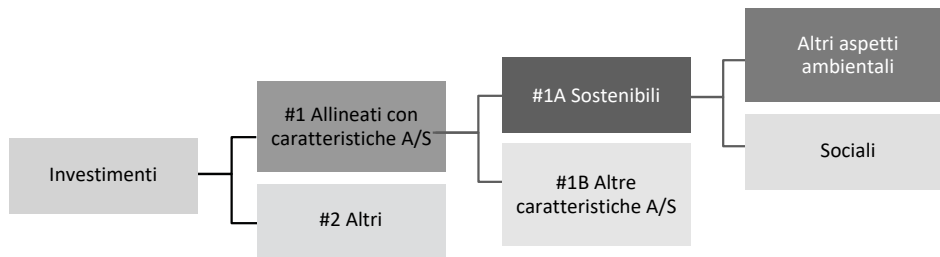 Investimenti
#1 Allineati con
caratteristiche A/S
#2 Altri
#1A Sostenibili
#1B Altre
caratteristiche A/S
Altri aspetti
ambientali
Sociali